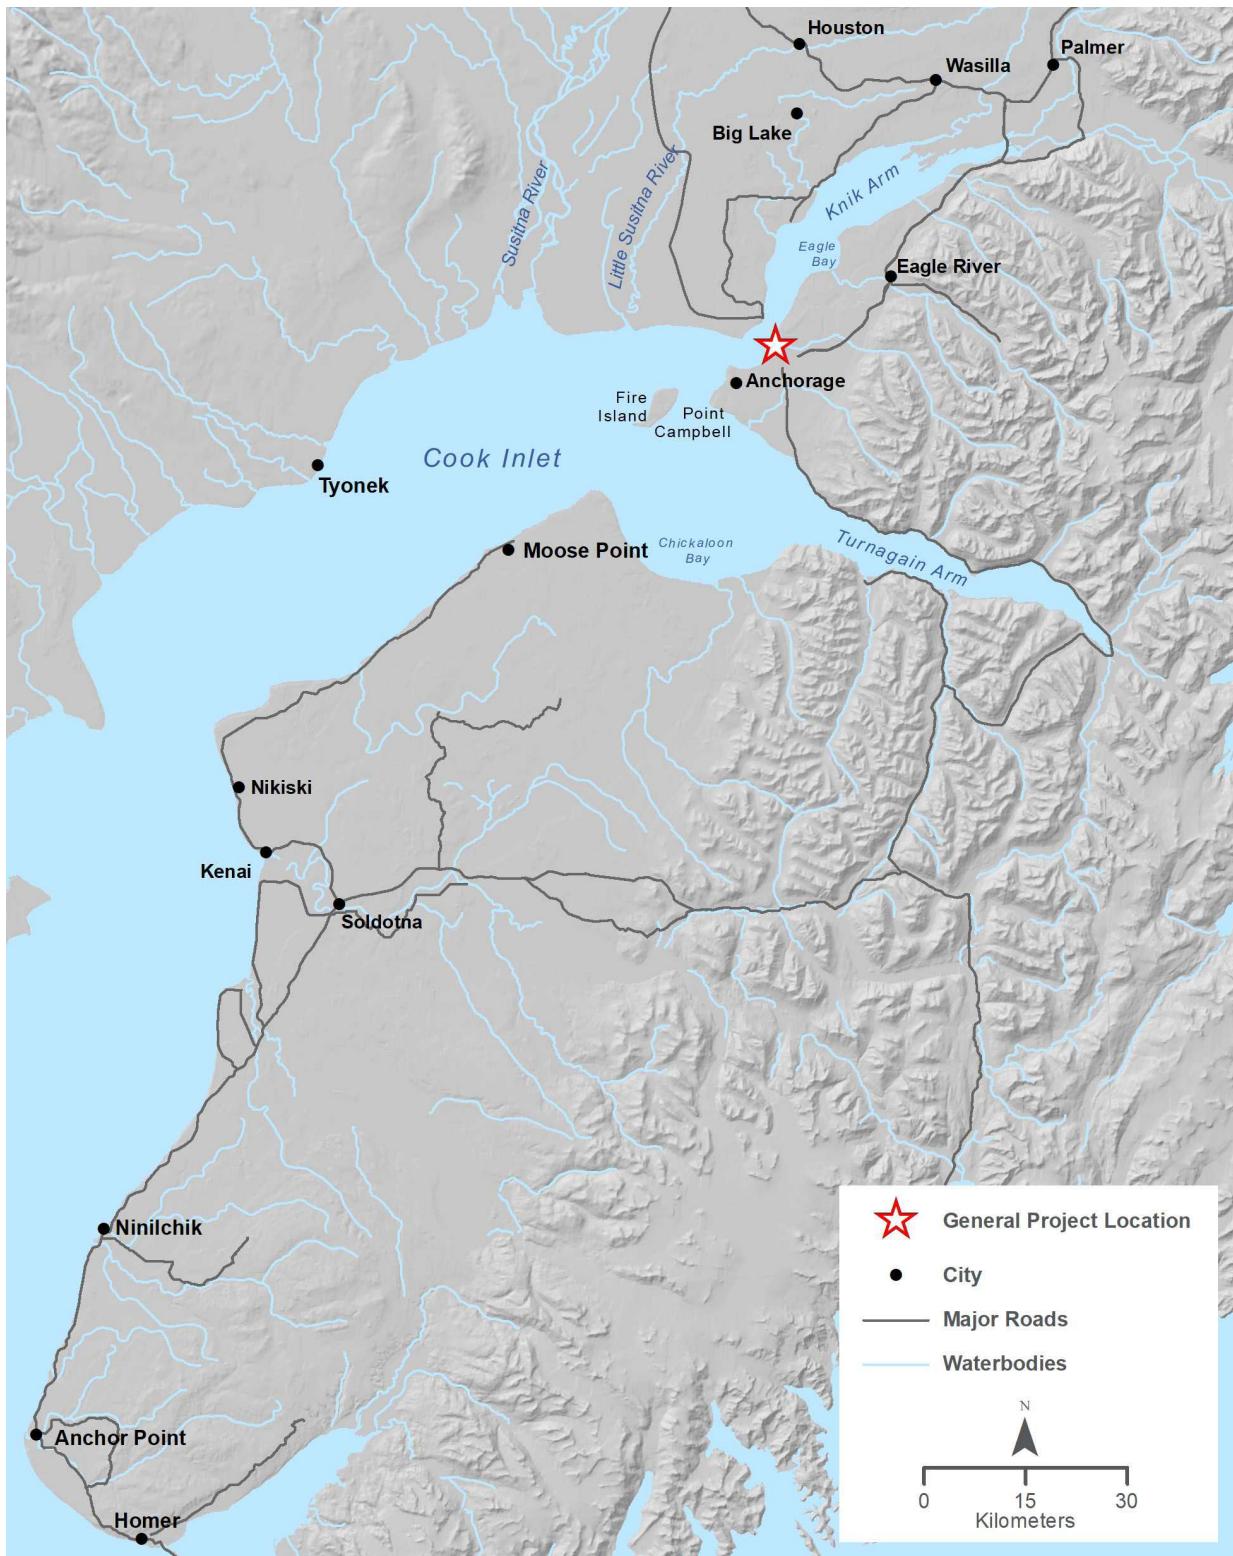 Houston
Palmer
Wasilla
Big Lake
Knik Arm
Susitna River
Little Susitna River
Eagle
Bay
Eagle River
Anchorage
Fire
Island
Point
Campbell
Cook Inlet
Tyonek
Moose Point
Chickaloon
Bay
Turnagain Arm
Nikiski
Kenai
Soldotna
Ninilchik
Anchor Point
Homer
General Project Location
City
Major Roads
Waterbodies
N
0 15 30
Kilometers